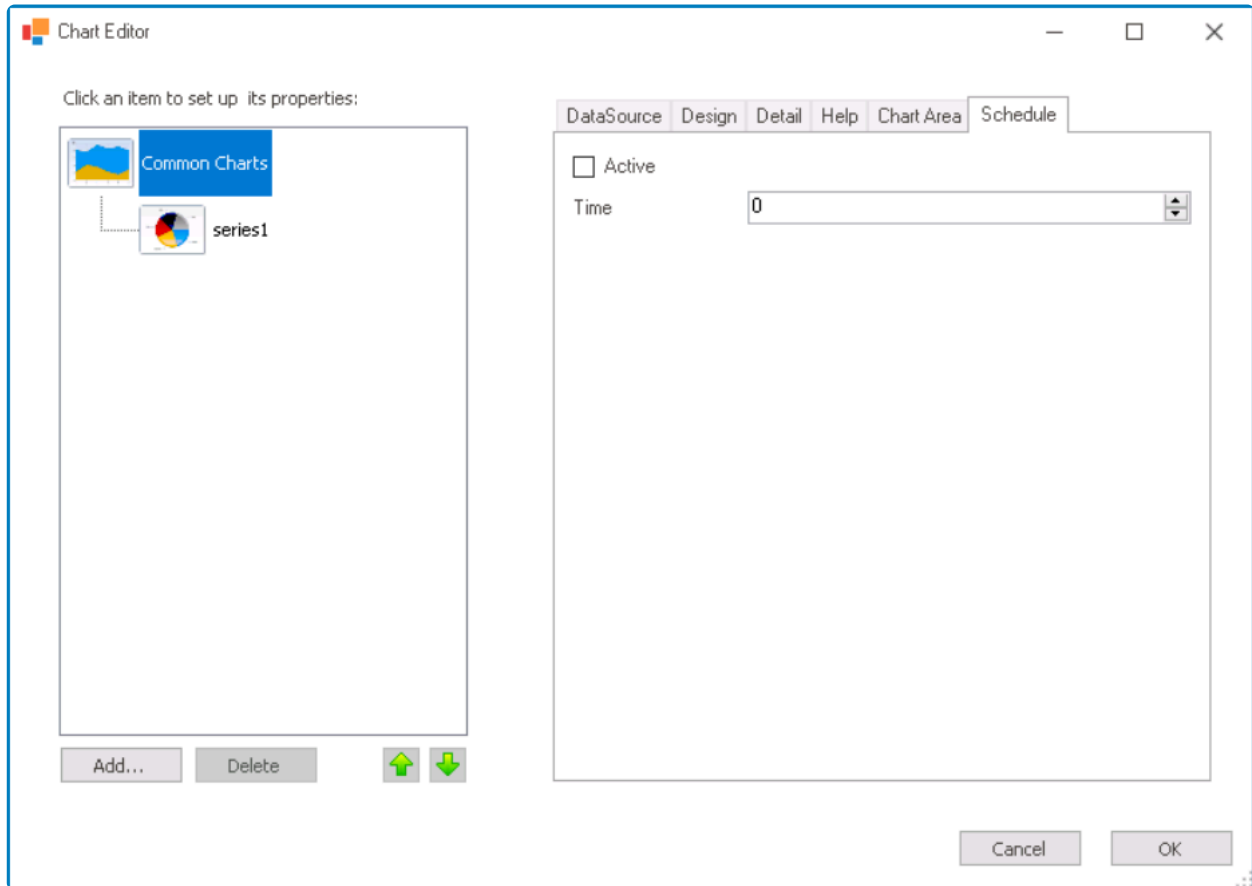 Chart Editor
Click an item to set up its properties:
Common Charts
series1
Add...
Delete
DataSource Design Detail Help Chart Area Schedule
Active
Time 0
Cancel OK